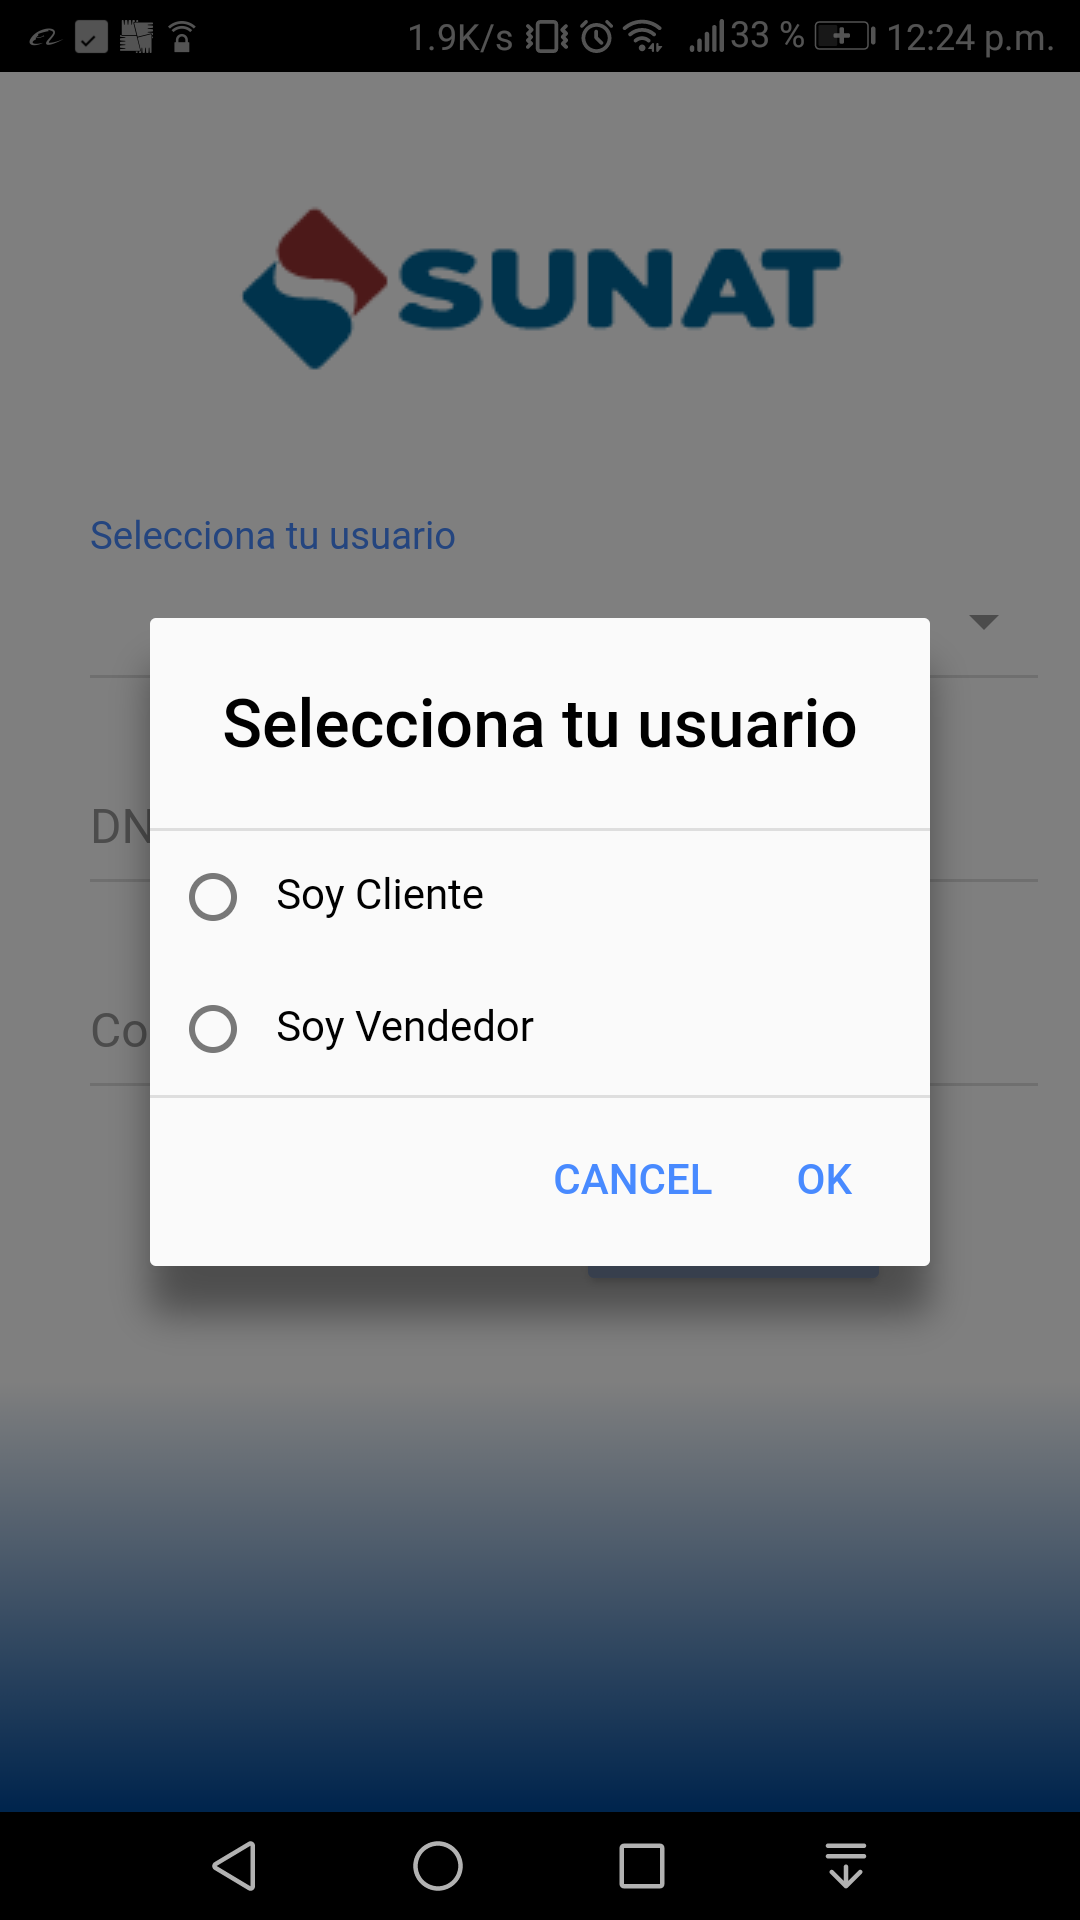 1.9K/s 33 % 12:24 p.m.
SUNAT
Selecciona tu usuario
Selecciona tu usuario
DN
Soy Cliente
Co
Soy Vendedor
CANCEL OK